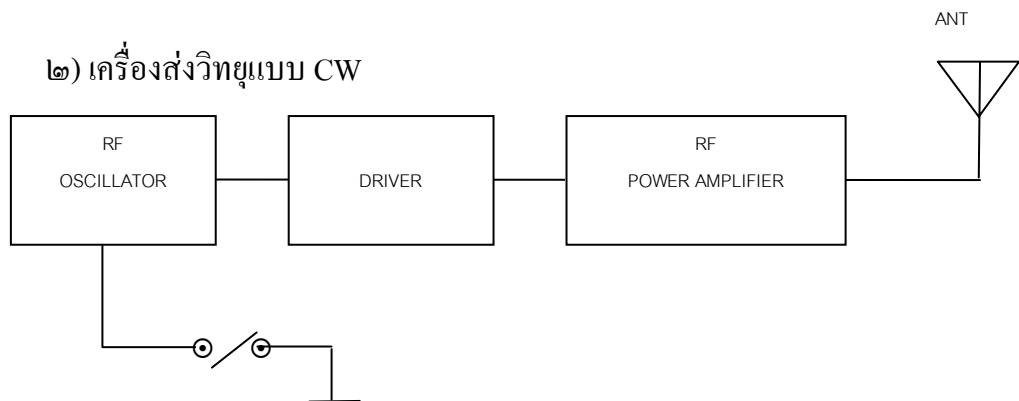 ANT
๒) เครื่องส่งวิทยุแบบ CW
RF
OSCILLATOR
DRIVER
RF
POWER AMPLIFIER